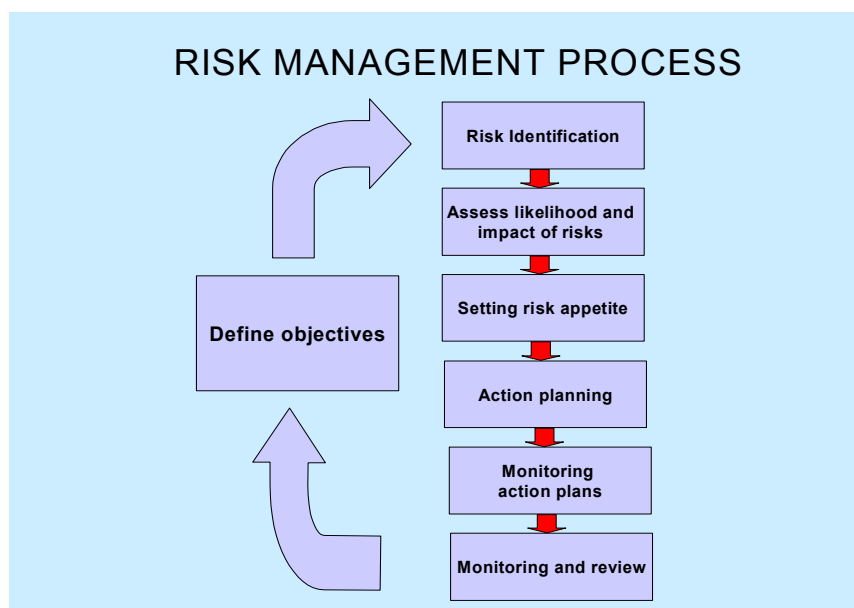 RISK MANAGEMENT PROCESS
Risk Identification
Assess likelihood and
impact of risks
Setting risk appetite
Define objectives
Action planning
Monitoring
action plans
Monitoring and review